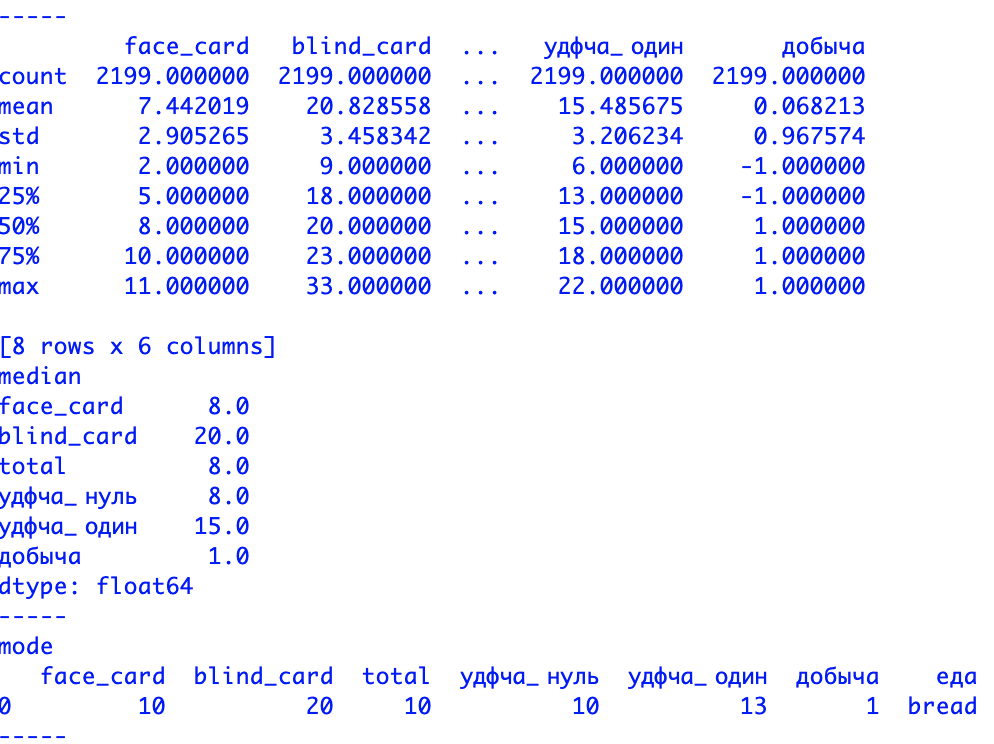 -----
face_card blind_card ... удфча_ один добыча
count 2199.000000 2199.000000 ... 2199.000000 2199.000000
mean 7.442019 20.828558 ... 15.485675 0.068213
std 2.905265 3.458342 ... 3.206234 0.967574
min 2.000000 9.000000 ... 6.000000 -1.000000
25% 5.000000 18.000000 ... 13.000000 -1.000000
50% 8.000000 20.000000 ... 15.000000 1.000000
75% 10.000000 23.000000 ... 18.000000 1.000000
max 11.000000 33.000000 ... 22.000000 1.000000
[8 rows x 6 columns]
median
face_card 8.0
blind_card 20.0
total 8.0
удфча_ нуль 8.0
удфча_ один 15.0
добыча 1.0
dtype: float64
-----
mode
face_card blind_card total удфча_ нуль удфча_ один добыча еда
0 10 20 10 10 13 1 bread
-----